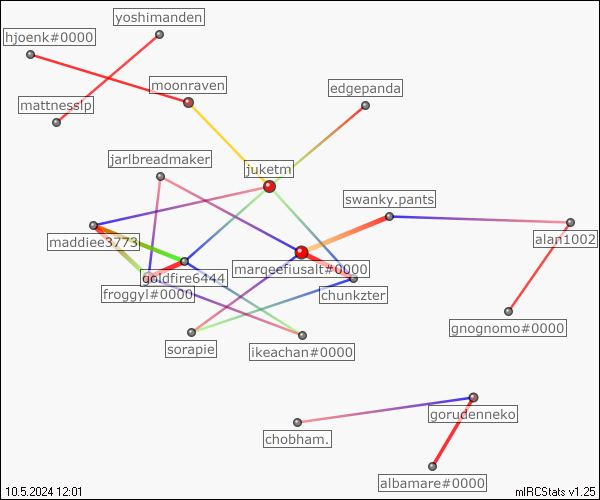 yoshimanden
hjoenk#0000
moonraven
edgepanda
mattnesslp
jarlbreadmaker
juketm
swanky.pants
maddiee3773
alan1002
marqeefiusalt#0000
goldfire6444
froggyl#0000
chunkzter
gnognomo#0000
sorapie
ikeachan#0000
gorudenneko
chobham.
albamare#0000
10.5.2024 12:01
mIRCStats v1.25